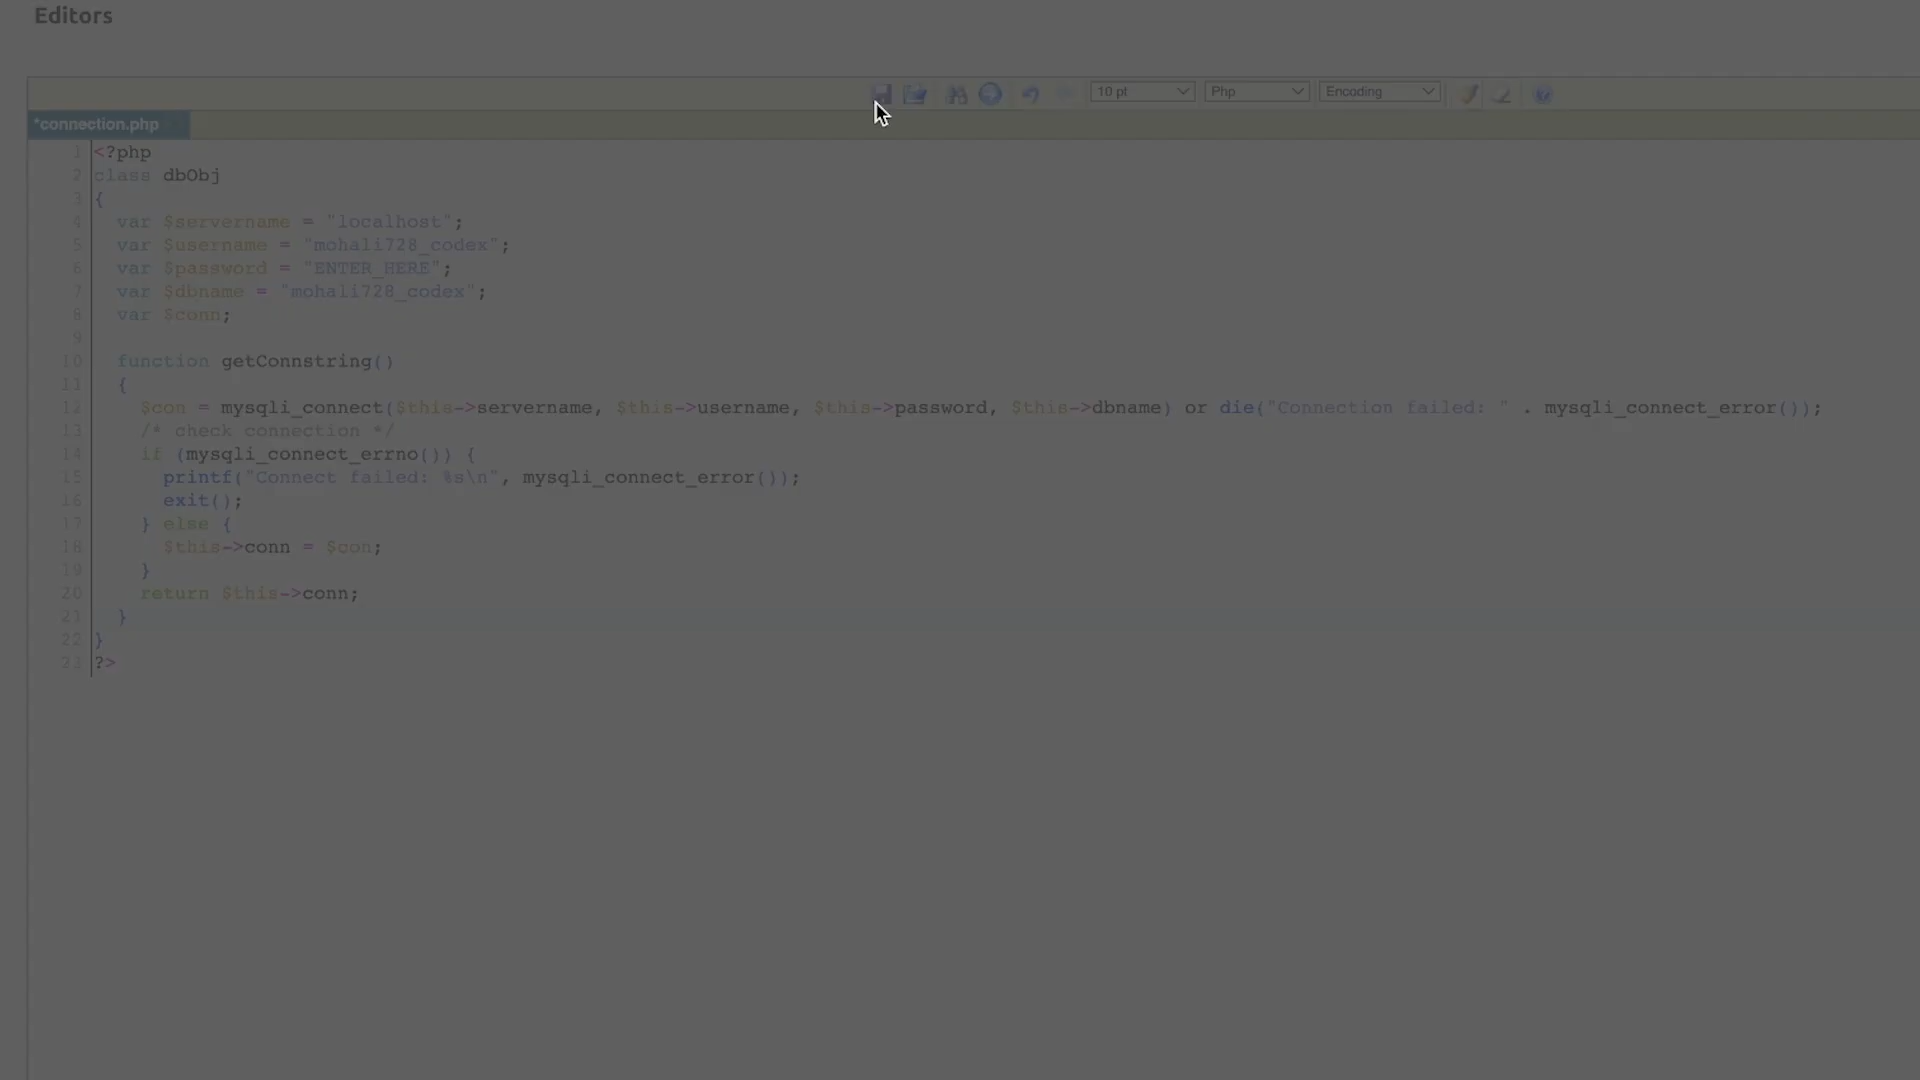 Editors
10 pt Php Encoding
*connection.php
1 <?php
2 class dbObj
3 {
4 var $servername = "localhost";
5 var $username = "mohali728_codex";
6 var $password = "ENTER_HERE";
7 var $dbname = "mohali728_codex";
8 var $conn;
9
10 function getConnstring()
11 {
12 $con = mysqli_connect($this->servername, $this->username, $this->password, $this->dbname) or die("Connection failed: " . mysqli_connect_error());
13 /* check connection */
14 if (mysqli_connect_errno()) {
15 printf("Connect failed: %s\n", mysqli_connect_error());
16 exit();
17 } else {
18 $this->conn = $con;
19 }
20 return $this->conn;
21 }
22 }
23 ?>